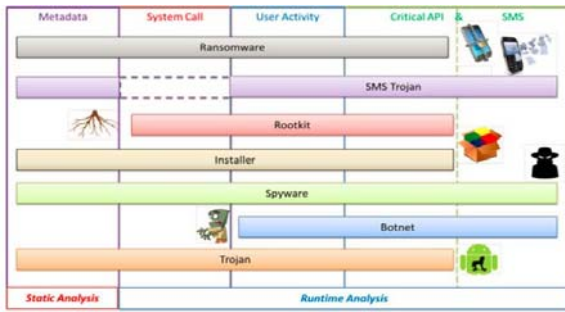 Metadata System Call User Activity Critical API & SMS
Ransomware
SMS Trojan
Rootkit
Installer
Spyware
Botnet
Trojan
Static Analysis Runtime Analysis